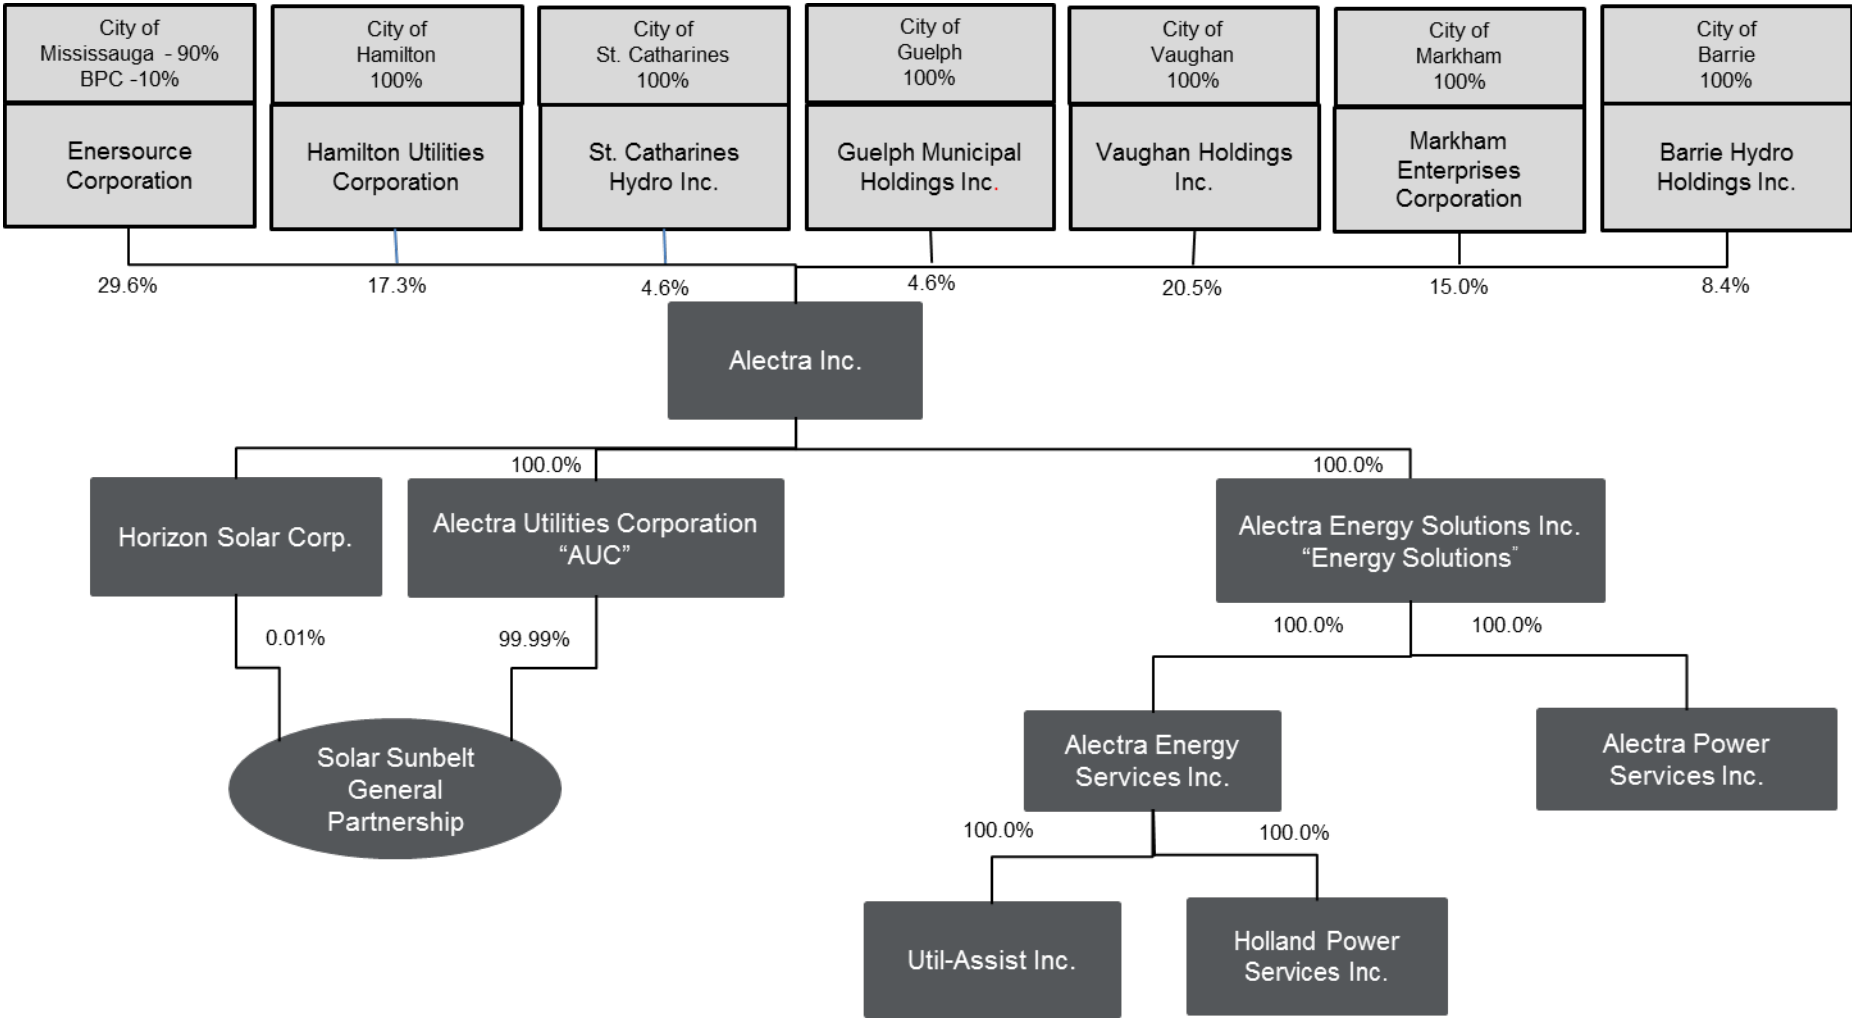 City of
Mississauga - 90%
BPC -10%
Enersource
Corporation
City of
Hamilton
100%
Hamilton Utilities
Corporation
City of
St. Catharines
100%
St. Catharines
Hydro Inc.
City of
Guelph
100%
Guelph Municipal
Holdings Inc.
City of
Vaughan
100%
Vaughan Holdings
Inc.
City of
Markham
100%
Markham
Enterprises
Corporation
City of
Barrie
100%
Barrie Hydro
Holdings Inc.
29.6%
17.3%
4.6%
4.6%
20.5%
15.0%
8.4%
Alectra Inc.
100.0%
100.0%
Horizon Solar Corp.
Alectra Utilities Corporation
“AUC”
Alectra Energy Solutions Inc.
“Energy Solutions”
0.01%
99.99%
100.0%
100.0%
Solar Sunbelt
General
Partnership
Alectra Energy
Services Inc.
Alectra Power
Services Inc.
100.0%
100.0%
Util-Assist Inc.
Holland Power
Services Inc.